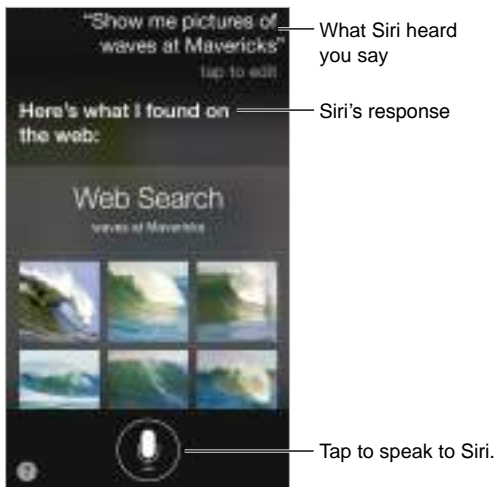 “Show me pictures of
waves at Mavericks”
tap to edit
What Siri heard
you say
Here's what I found on
the web:
Siri’s response
Web Search
waves at Mavericks
Tap to speak to Siri.
?